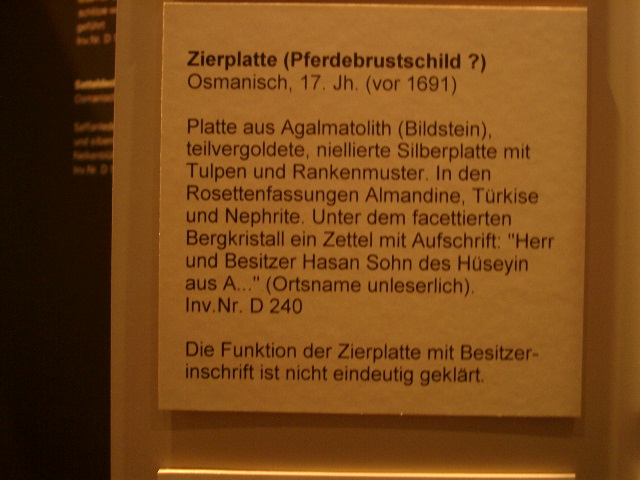 Zierplatte (Pferdebrustschild ?)
Osmanisch, 17. Jh. (vor 1691)
Platte aus Agalmatolith (Bildstein),
teilvergoldete, niellierte Silberplatte mit
Tulpen und Rankenmuster. In den
Rosettenfassungen Almandine, Türkise
und Nephrite. Unter dem facettierten
Bergkristall ein Zettel mit Aufschrift: "Herr
und Besitzer Hasan Sohn des Hüseyin
aus A..." (Ortsname unleserlich).
Inv.Nr. D 240
Die Funktion der Zierplatte mit Besitzer-
inschrift ist nicht eindeutig geklärt.